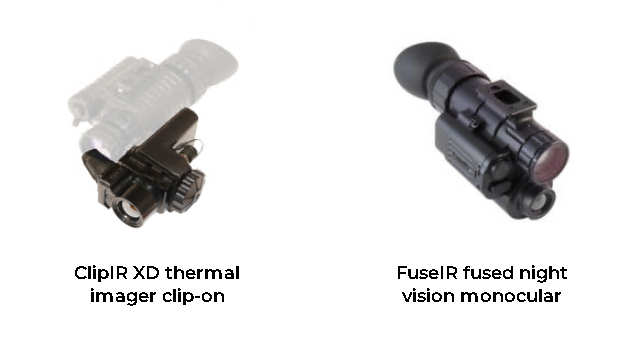 ClipIR XD thermal
imager clip-on
FuseIR fused night
vision monocular